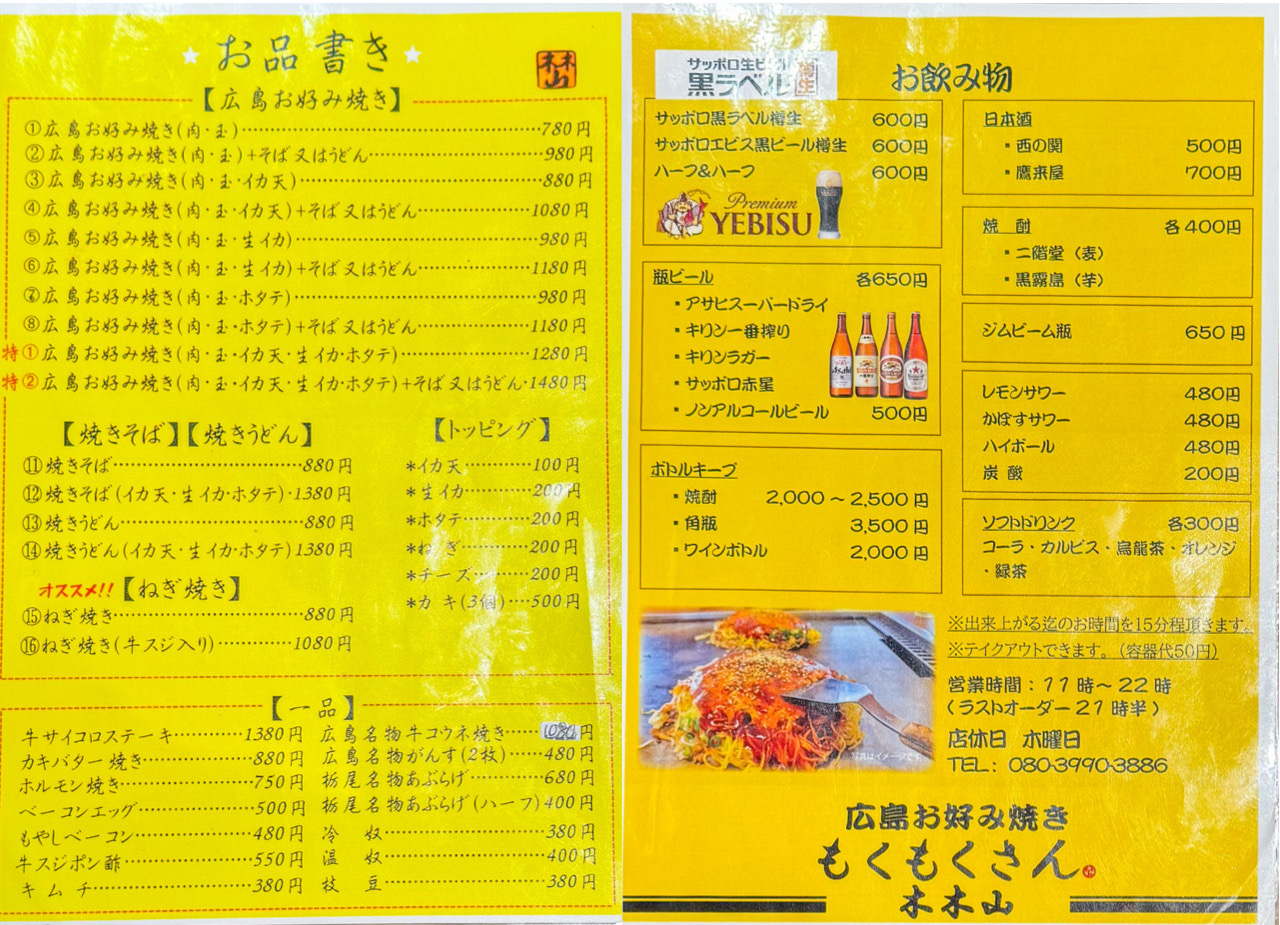 お品書き
【広島お好み焼き】
①広島お好み焼き(肉・玉)…780円
②広島お好み焼き(肉・玉)+そば又はうどん…980円
③広島お好み焼き(肉・玉・イカ天)…880円
④広島お好み焼き(肉・玉・イカ天)+そば又はうどん…1080円
⑤広島お好み焼き(肉・玉・生イカ)…980円
⑥広島お好み焼き(肉・玉・生イカ)+そば又はうどん…1180円
⑦広島お好み焼き(肉・玉・ホタテ)…980円
⑧広島お好み焼き(肉・玉・ホタテ)+そば又はうどん…1180円
特①広島お好み焼き(肉・玉・イカ天・生イカ・ホタテ)…1280円
特②広島お好み焼き(肉・玉・イカ天・生イカ・ホタテ)+そば又はうどん・1480円
【焼きそば】【焼きうどん】
⑪焼きそば…880円
⑫焼きそば(イカ天・生イカ・ホタテ)・1380円
⑬焼きうどん…880円
⑭焼きうどん(イカ天・生イカ・ホタテ)1380円
オススメ!!【ねぎ焼き】
⑮ねぎ焼き…880円
⑯ねぎ焼き(牛スジ入り)…1080円
【トッピング】
*イカ天…100円
*生イカ…200円
*ホタテ…200円
*ねぎ…200円
*チーズ…200円
*カキ(3個)…500円
【一品】
牛サイコロステーキ…1380円
カキバター焼き…880円
ホルモン焼き…750円
ベーコンエッグ…500円
もやしベーコン…480円
牛スジポン酢…550円
キムチ…380円
広島名物牛コウネ焼き…1080円
広島名物がんす(2枚)…480円
栃尾名物あぶらげ…680円
栃尾名物あぶらげ(ハーフ)400円
冷奴…380円
温奴…400円
枝豆…380円
サッポロ生ビール
黒ラベル
樽生
お飲み物
サッポロ黒ラベル樽生 600円
サッポロエビス黒ビール樽生 600円
ハーフ&ハーフ 600円
Premium
YEBISU
瓶ビール 各650円
・アサヒスーパードライ
・キリン一番搾り
・キリンラガー
・サッポロ赤星
・ノンアルコールビール 500円
ボトルキープ
・焼酎 2,000～2,500円
・角瓶 3,500円
・ワインボトル 2,000円
日本酒
・西の関 500円
・鷹来屋 700円
焼 酎 各400円
・二階堂（麦）
・黒霧島（芋）
ジムビーム瓶 650円
レモンサワー 480円
かぼすサワー 480円
ハイボール 480円
炭酸 200円
ソフトドリンク 各300円
コーラ・カルピス・烏龍茶・オレンジ
・緑茶
写真はイメージです
※出来上がる迄のお時間を15分程頂きます。
※テイクアウトできます。（容器代50円）
営業時間：11時～22時
(ラストオーダー21時半)
店休日 木曜日
TEL: 080-3990-3886
広島お好み焼き
もくもくさん
木木山